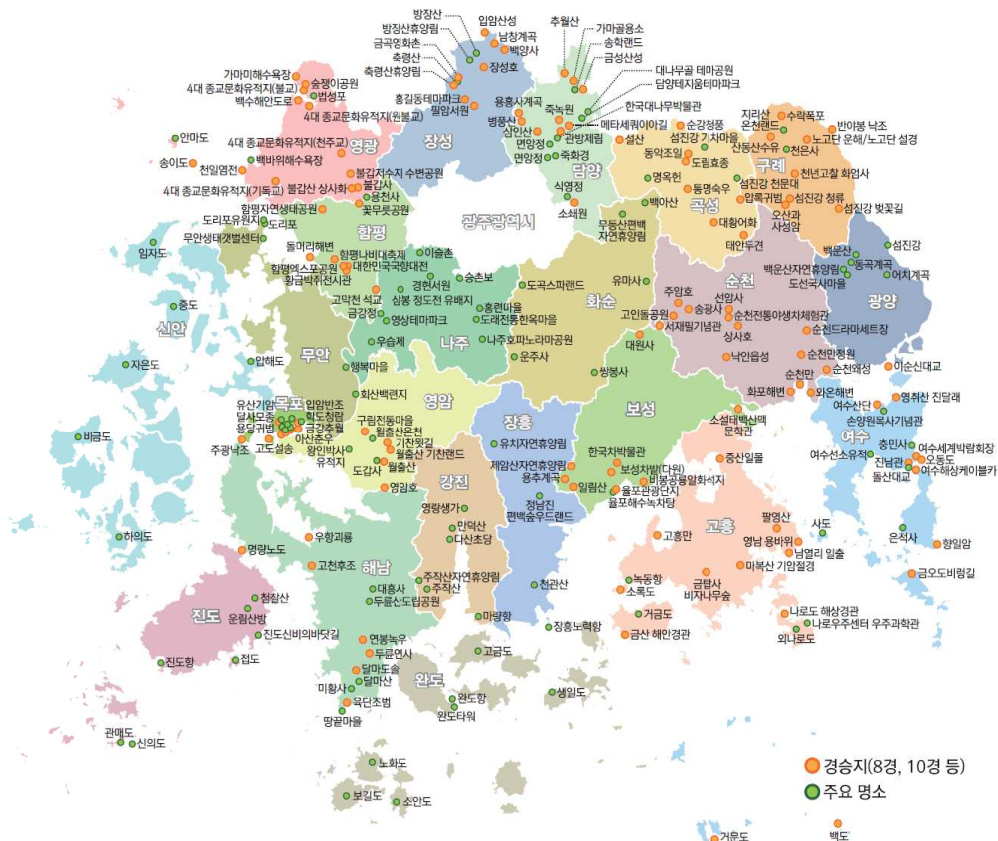 방장산
방장산휴양림
금곡영화촌
축령산
축령산휴양림
입암산성
남창계곡
백양사
장성호
홍길동테마파크
필암서원
장성
추월산
가마골용소
송학랜드
금성산성
대나무골 테마공원
담양테지움테마파크
한국대나무박물관
메타세쿼이아길
용흥사계곡
병풍산
삼인산
죽녹원
관방제림
면앙정
면앙정
죽화경
담양
식영정
소쇄원
가마미해수욕장
4대 종교문화유적지(불교)
백수해안도로
숲쟁이공원
법성포
4대 종교문화유적지(원불교)
4대 종교문화유적지(천주교)
영광
안마도
송이도
천일염전
백바위해수욕장
4대 종교문화유적지(기독교)
불갑저수지 수변공원
불갑산 상사화
불갑사
용천사
꽃무릇공원
함평자연생태공원
함평
설산
순강청풍
섬진강 기차마을
동악조일
도림효종
명옥헌
통명숙우
섬진강 천문대
압록귀범
곡성
백아산
대황어화
태안두견
지리산
온천랜드
수락폭포
반야봉 낙조
노고단 운해/노고단 설경
산동산수유
천은사
구례
천년고찰 화엄사
섬진강 청류
오산과
사성암
섬진강 벚꽃길
광주광역시
무등산편백
자연휴양림
도리포유원지
도리포
무안생태갯벌센터
돌머리해변
함평나비대축제
함평엑스포공원
대한민국국향대전
황금박쥐전시관
고막천 석교
이슬촌
경현서원
승촌보
심봉 정도전 유배지
금강정
영상테마파크
홍련마을
도래전통한옥마을
우습제
나주
나주호파노라마공원
도곡스파랜드
화순
운주사
쌍봉사
유마사
주암호
고인돌공원
송광사
서재필기념관
대원사
순천
선암사
순천전통야생차체험관
상사호
낙안읍성
순천드라마세트장
순천만정원
순천만
순천왜성
화포해변
와온해변
백운산
섬진강
동곡계곡
백운산자연휴양림
어치계곡
도선국사마을
광양
임자도
증도
신안
자은도
비금도
하의도
무안
압해도
행복마을
회산백련지
목포
유산기암
입암반조
달사모종
학도청람
용당귀범
금강추월
아산춘우
주광낙조
고도설송
영암
구림전통마을
월출산온천
기찬묏길
왕인박사
유적지
월출산 기찬랜드
도갑사
월출산
영암호
장흥
유치자연휴양림
제암산자연휴양림
용추계곡
정남진
편백숲우드랜드
천관산
장흥노력항
보성
한국차박물관
보성차밭(다원)
비봉공룡알화석지
일림산
율포관광단지
율포해수녹차탕
소설태백산맥
문학관
이순신대교
영취산 진달래
여수산단
손양원목사기념관
여수
충민사
여수세계박람회장
여수선소유적
진남관
오동도
여수해상케이블카
돌산대교
은적사
향일암
금오도비렁길
사도
중산일몰
고흥
고흥만
팔영산
영남 용바위
남열리 일출
마복산 기암절경
금탑사
비자나무숲
녹동항
소록도
거금도
금산 해안경관
나로도 해상경관
나로우주센터 우주과학관
외나로도
강진
영랑생가
만덕산
다산초당
주작산자연휴양림
주작산
마량항
우항괴룡
명량노도
고천후조
해남
대흥사
두륜산도립공원
연봉녹우
두륜연사
달마도솔
달마산
미황사
육단조범
땅끝마을
진도
첨찰산
운림산방
진도신비의바닷길
진도항
접도
관매도
신의도
완도
고금도
완도항
완도타워
생일도
노화도
보길도
소안도
경승지(8경, 10경 등)
주요 명소
거문도
백도